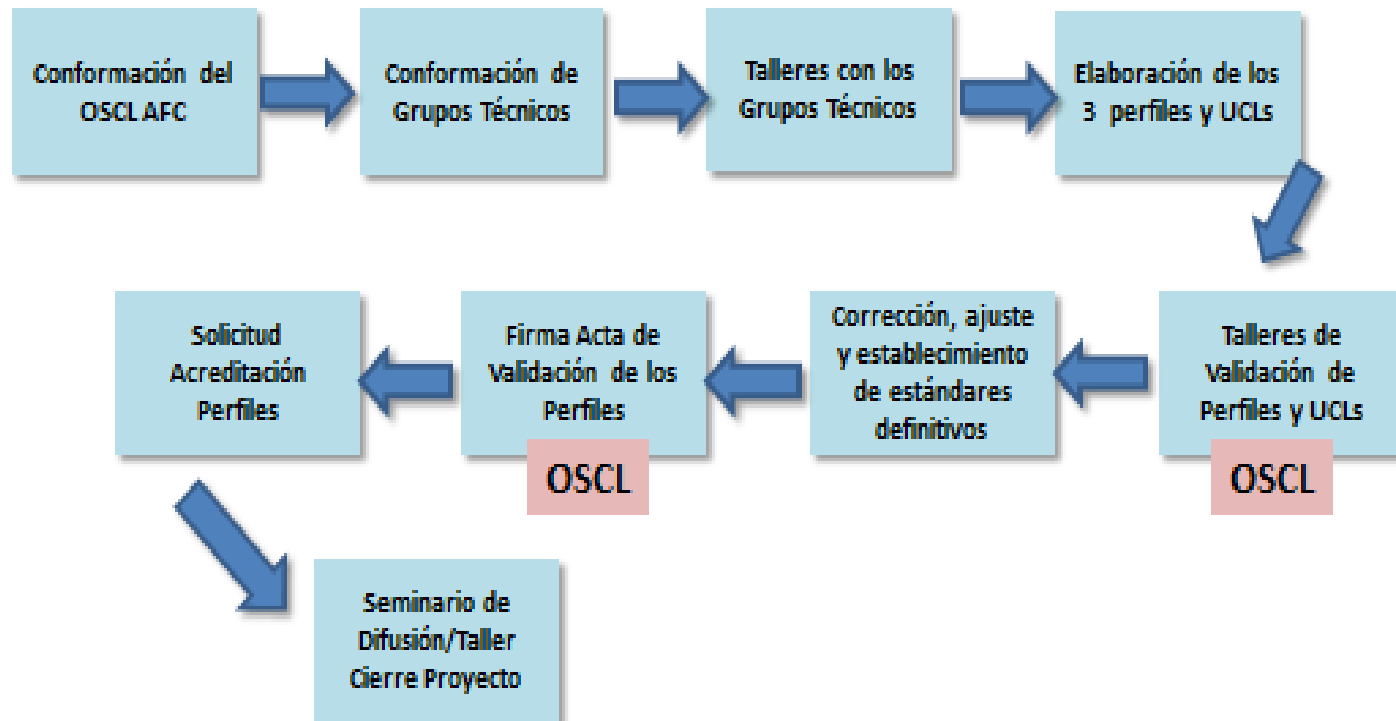 Conformación del
OSCL AFC
Conformación de
Grupos Técnicos
Talleres con los
Grupos Técnicos
Elaboración de los
3 perfiles y UCLs
Talleres de
Validación de
Perfiles y UCLs
OSCL
Corrección, ajuste
y establecimiento
de estándares
definitivos
Firma Acta de
Validación de los
Perfiles
OSCL
Solicitud
Acreditación
Perfiles
Seminario de
Difusión/Taller
Cierre Proyecto